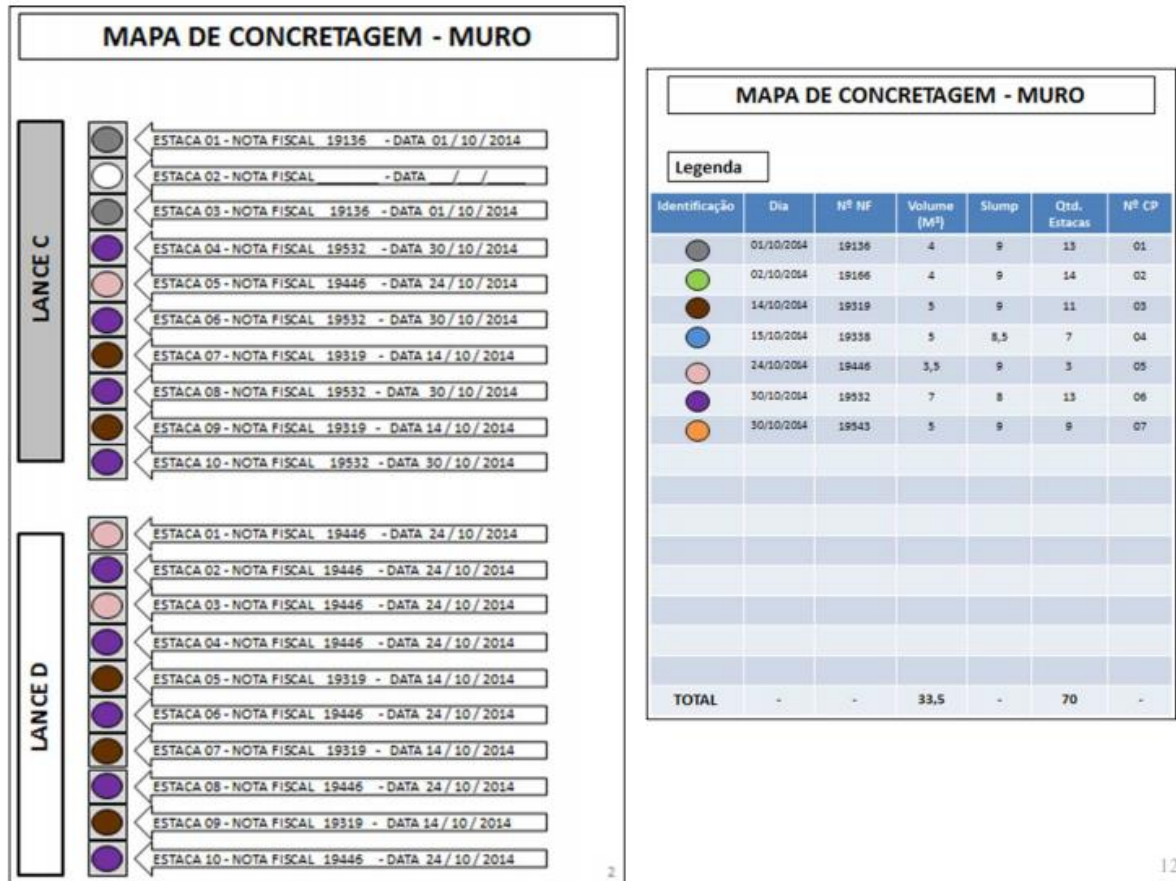 MAPA DE CONCRETAGEM - MURO
LANCE C
ESTACA 01 - NOTA FISCAL 19136 - DATA 01 / 10 / 2014
ESTACA 02 - NOTA FISCAL _________ - DATA ___/___/_____
ESTACA 03 - NOTA FISCAL 19136 - DATA 01 / 10 / 2014
ESTACA 04 - NOTA FISCAL 19532 - DATA 30 / 10 / 2014
ESTACA 05 - NOTA FISCAL 19446 - DATA 24 / 10 / 2014
ESTACA 06 - NOTA FISCAL 19532 - DATA 30 / 10 / 2014
ESTACA 07 - NOTA FISCAL 19319 - DATA 14 / 10 / 2014
ESTACA 08 - NOTA FISCAL 19532 - DATA 30 / 10 / 2014
ESTACA 09 - NOTA FISCAL 19319 - DATA 14 / 10 / 2014
ESTACA 10 - NOTA FISCAL 19532 - DATA 30 / 10 / 2014
LANCE D
ESTACA 01 - NOTA FISCAL 19446 - DATA 24 / 10 / 2014
ESTACA 02 - NOTA FISCAL 19446 - DATA 24 / 10 / 2014
ESTACA 03 - NOTA FISCAL 19446 - DATA 24 / 10 / 2014
ESTACA 04 - NOTA FISCAL 19446 - DATA 24 / 10 / 2014
ESTACA 05 - NOTA FISCAL 19319 - DATA 14 / 10 / 2014
ESTACA 06 - NOTA FISCAL 19446 - DATA 24 / 10 / 2014
ESTACA 07 - NOTA FISCAL 19319 - DATA 14 / 10 / 2014
ESTACA 08 - NOTA FISCAL 19446 - DATA 24 / 10 / 2014
ESTACA 09 - NOTA FISCAL 19319 - DATA 14 / 10 / 2014
ESTACA 10 - NOTA FISCAL 19446 - DATA 24 / 10 / 2014
2
MAPA DE CONCRETAGEM - MURO
Legenda
Identificação Dia Nº NF Volume (M³) Slump Qtd. Estacas Nº CP
01/10/2014 19136 4 9 13 01
02/10/2014 19166 4 9 14 02
14/10/2014 19319 5 9 11 03
15/10/2014 19338 5 8,5 7 04
24/10/2014 19446 3,5 9 3 05
30/10/2014 19532 7 8 13 06
30/10/2014 19543 5 9 9 07
TOTAL - - 33,5 - 70 -
12